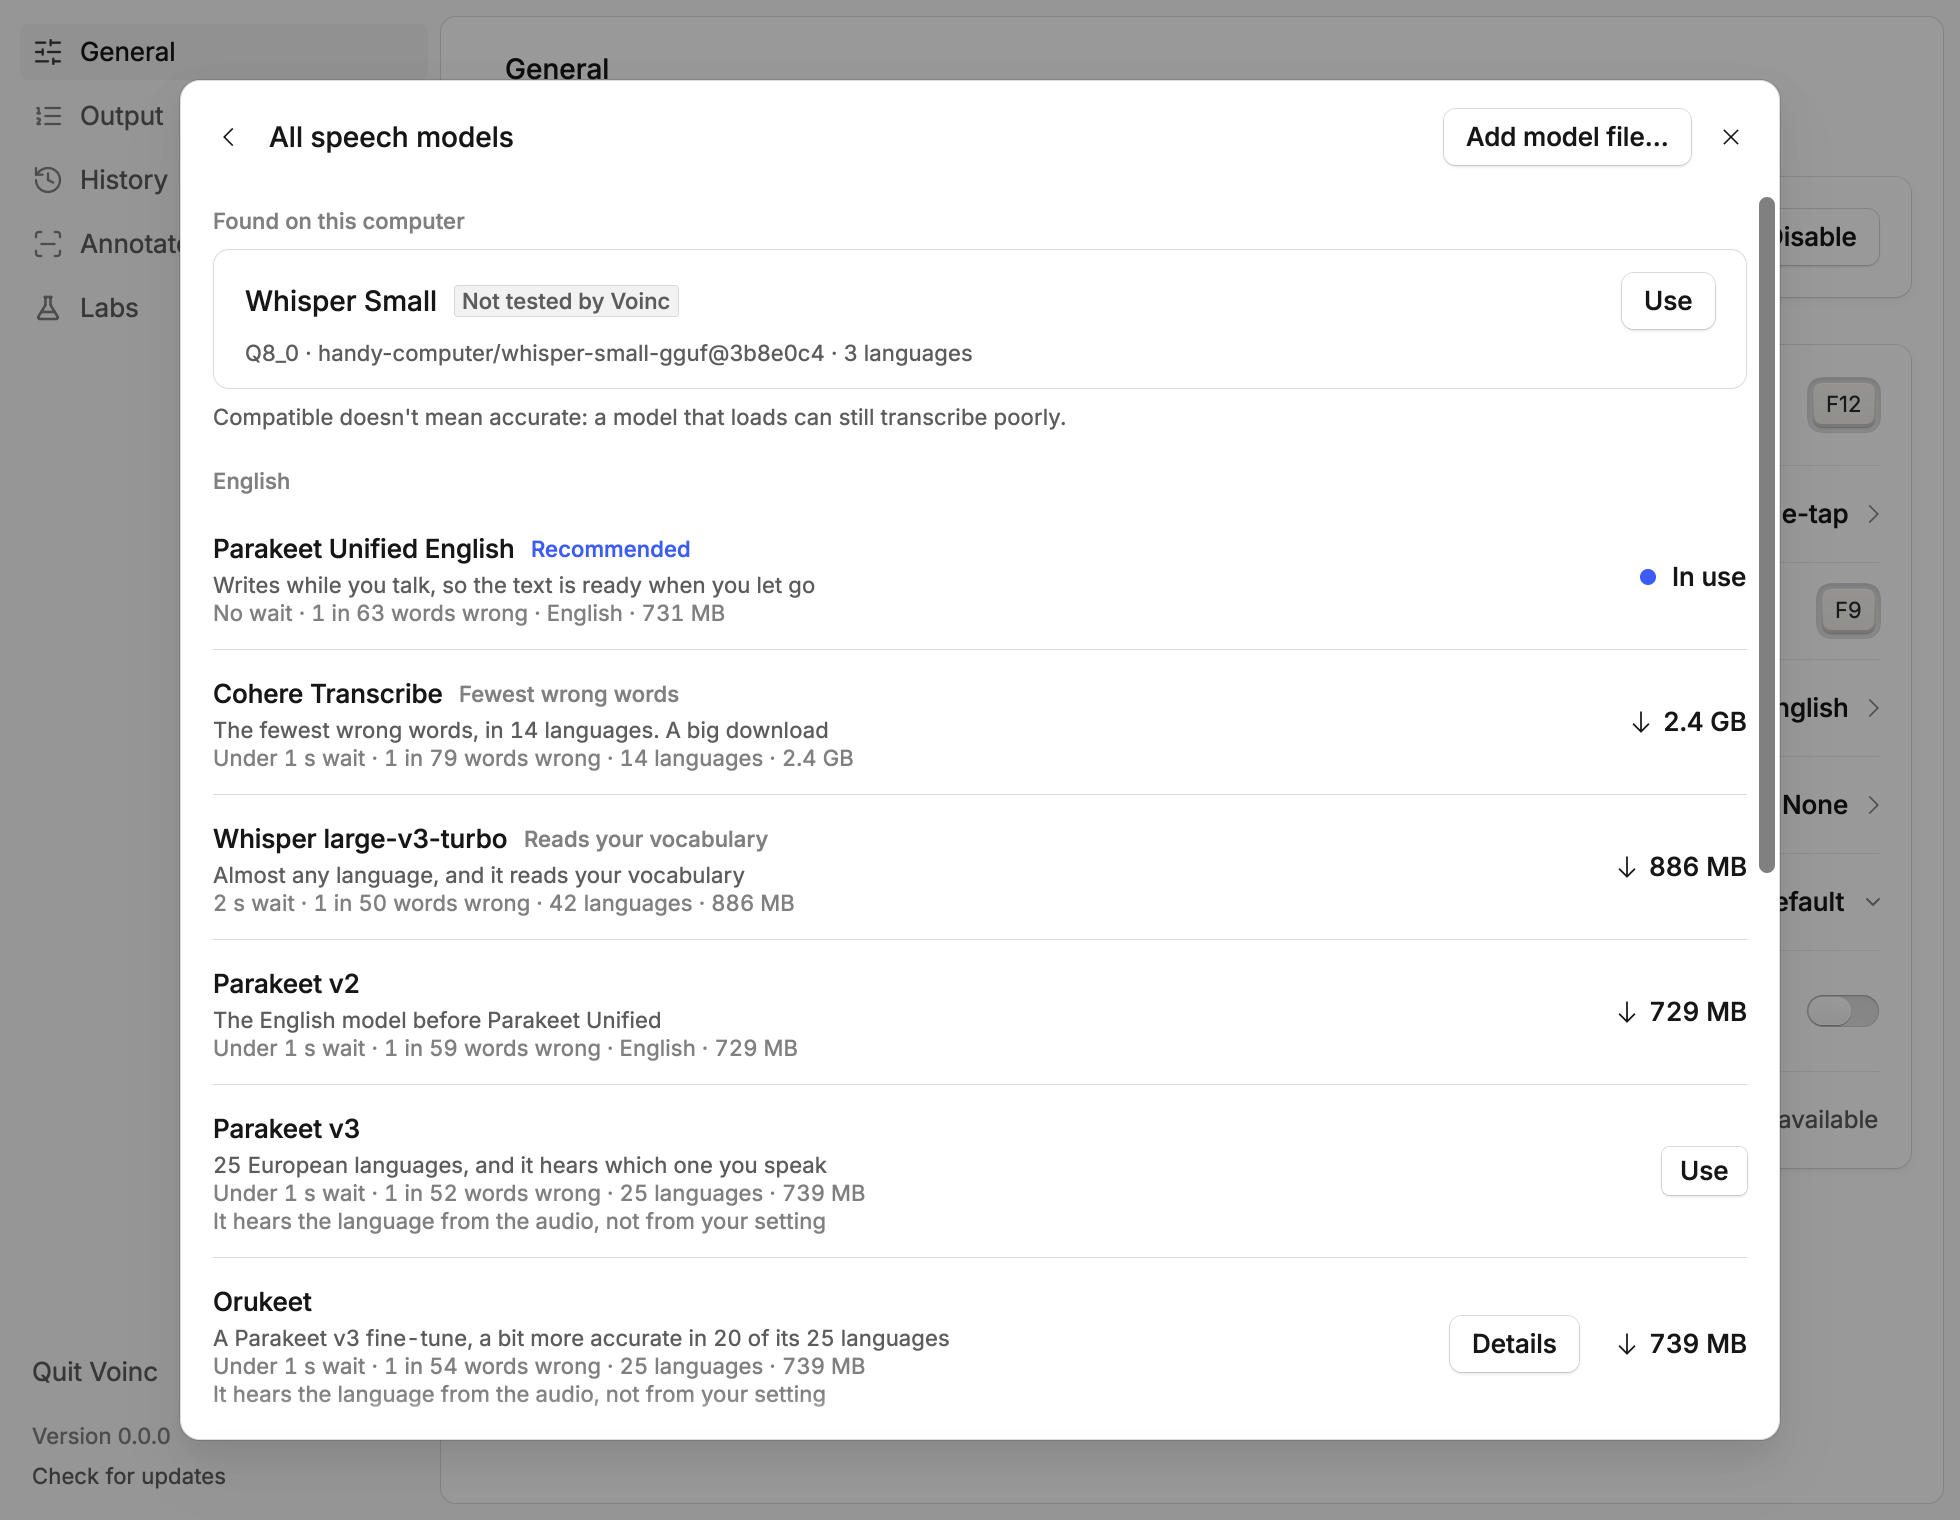 General
Output
History
Annotate
Labs
General
All speech models
Add model file...
Found on this computer
Whisper Small Not tested by Voinc
Use
Q8_0 · handy-computer/whisper-small-gguf@3b8e0c4 · 3 languages
Compatible doesn't mean accurate: a model that loads can still transcribe poorly.
English
Parakeet Unified English Recommended
Writes while you talk, so the text is ready when you let go
No wait · 1 in 63 words wrong · English · 731 MB
In use
Cohere Transcribe Fewest wrong words
The fewest wrong words, in 14 languages. A big download
Under 1 s wait · 1 in 79 words wrong · 14 languages · 2.4 GB
↓ 2.4 GB
Whisper large-v3-turbo Reads your vocabulary
Almost any language, and it reads your vocabulary
2 s wait · 1 in 50 words wrong · 42 languages · 886 MB
↓ 886 MB
Parakeet v2
The English model before Parakeet Unified
Under 1 s wait · 1 in 59 words wrong · English · 729 MB
↓ 729 MB
Parakeet v3
25 European languages, and it hears which one you speak
Under 1 s wait · 1 in 52 words wrong · 25 languages · 739 MB
It hears the language from the audio, not from your setting
Use
Orukeet
A Parakeet v3 fine-tune, a bit more accurate in 20 of its 25 languages
Under 1 s wait · 1 in 54 words wrong · 25 languages · 739 MB
It hears the language from the audio, not from your setting
Details
↓ 739 MB
isable
F12
e-tap
F9
nglish
None
efault
available
Quit Voinc
Version 0.0.0
Check for updates